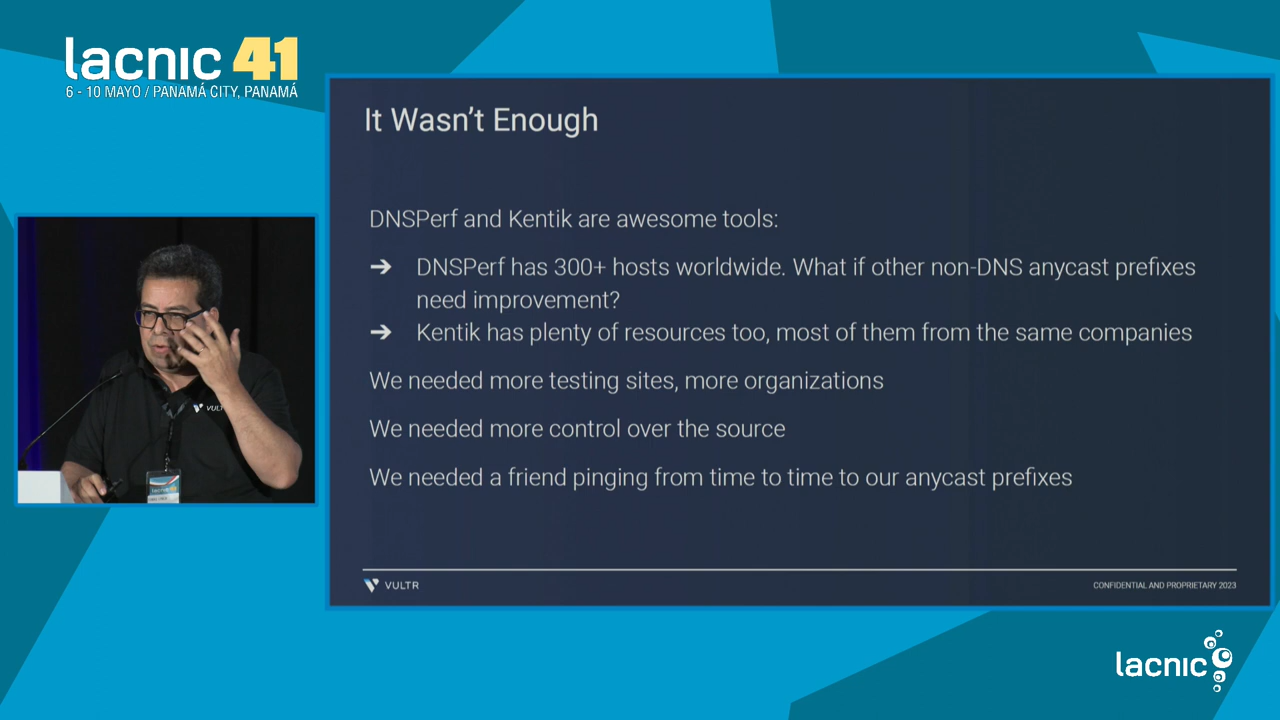 lacnic 41
6 - 10 MAYO / PANAMÁ CITY, PANAMÁ
It Wasn't Enough
DNSPerf and Kentik are awesome tools:
➔ DNSPerf has 300+ hosts worldwide. What if other non-DNS anycast prefixes
need improvement?
➔ Kentik has plenty of resources too, most of them from the same companies
We needed more testing sites, more organizations
We needed more control over the source
We needed a friend pinging from time to time to our anycast prefixes
VULTR
CONFIDENTIAL AND PROPRIETARY 2023
lacnic